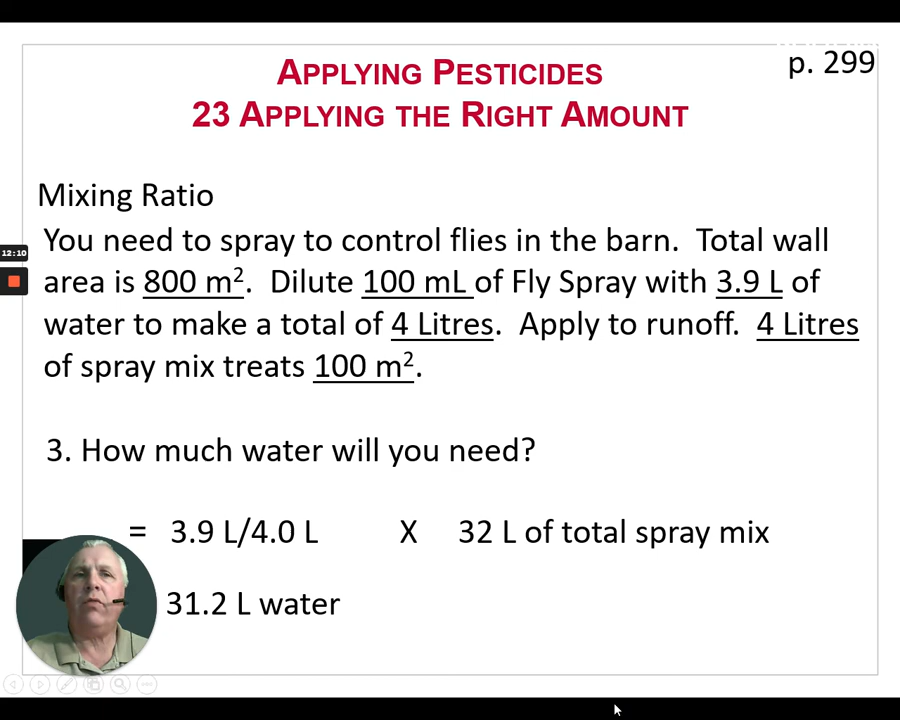 p. 299
APPLYING PESTICIDES
23 APPLYING THE RIGHT AMOUNT
Mixing Ratio
You need to spray to control flies in the barn. Total wall
area is 800 m². Dilute 100 mL of Fly Spray with 3.9 L of
water to make a total of 4 Litres. Apply to runoff. 4 Litres
of spray mix treats 100 m².
12:10
3. How much water will you need?
= 3.9 L/4.0 L X 32 L of total spray mix
31.2 L water